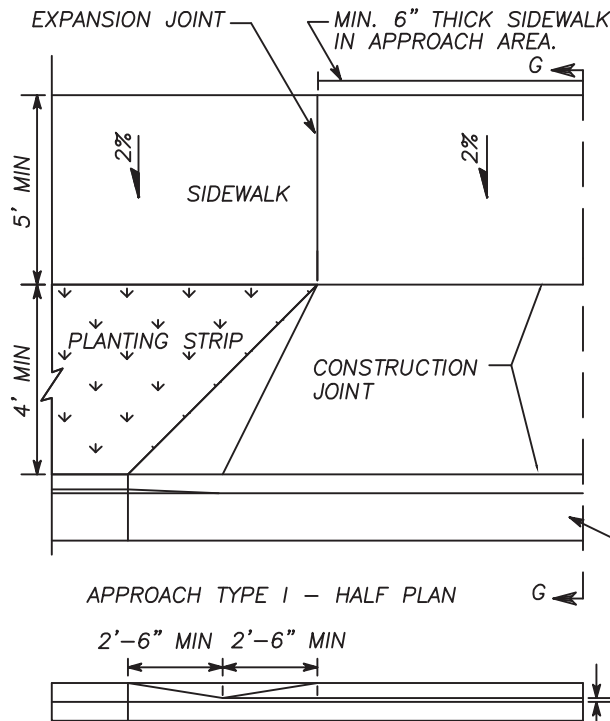 EXPANSION JOINT
MIN. 6" THICK SIDEWALK
IN APPROACH AREA.
G
2%
2%
5' MIN
SIDEWALK
PLANTING STRIP
4' MIN
CONSTRUCTION
JOINT
APPROACH TYPE I – HALF PLAN
G
2'-6" MIN
2'-6" MIN